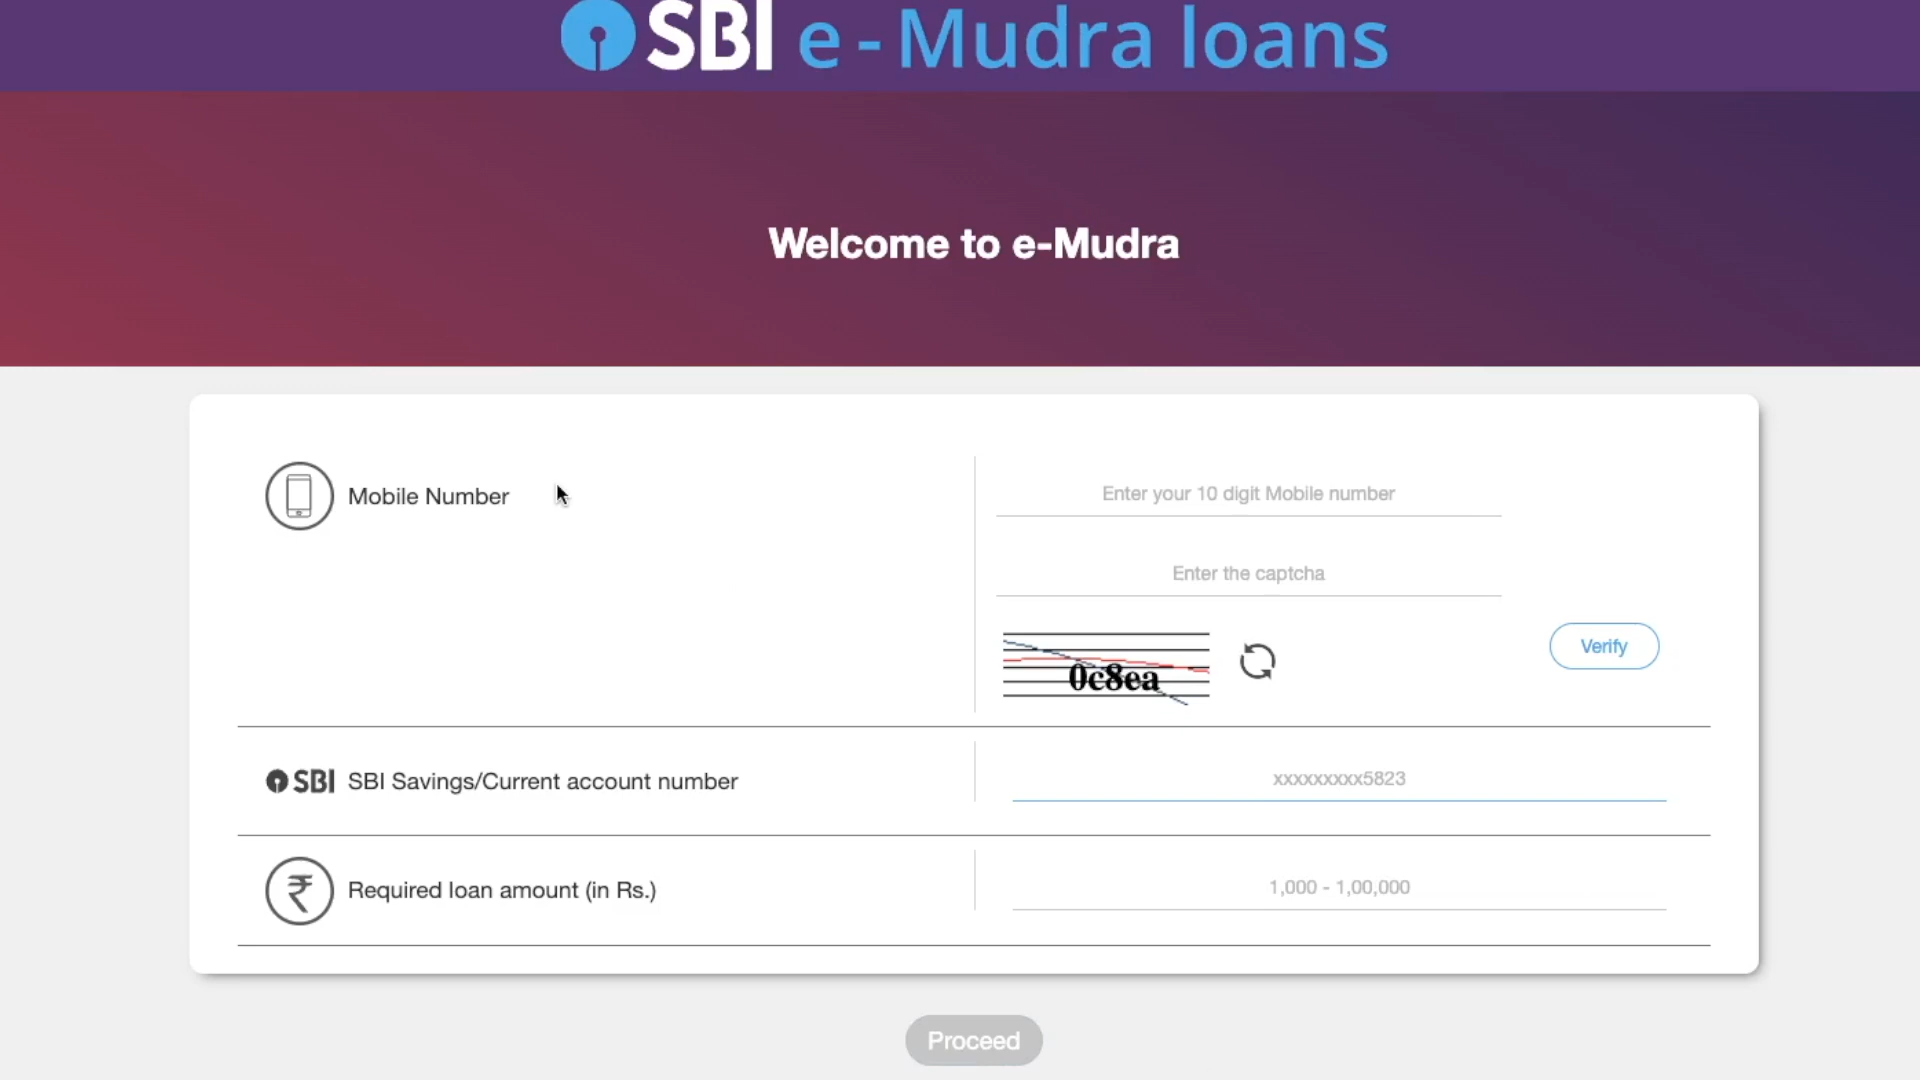 SBI e - Mudra loans
Welcome to e-Mudra
Mobile Number
Enter your 10 digit Mobile number
Enter the captcha
0c8ea
Verify
SBI SBI Savings/Current account number
xxxxxxxxx5823
Required loan amount (in Rs.)
1,000 - 1,00,000
Proceed